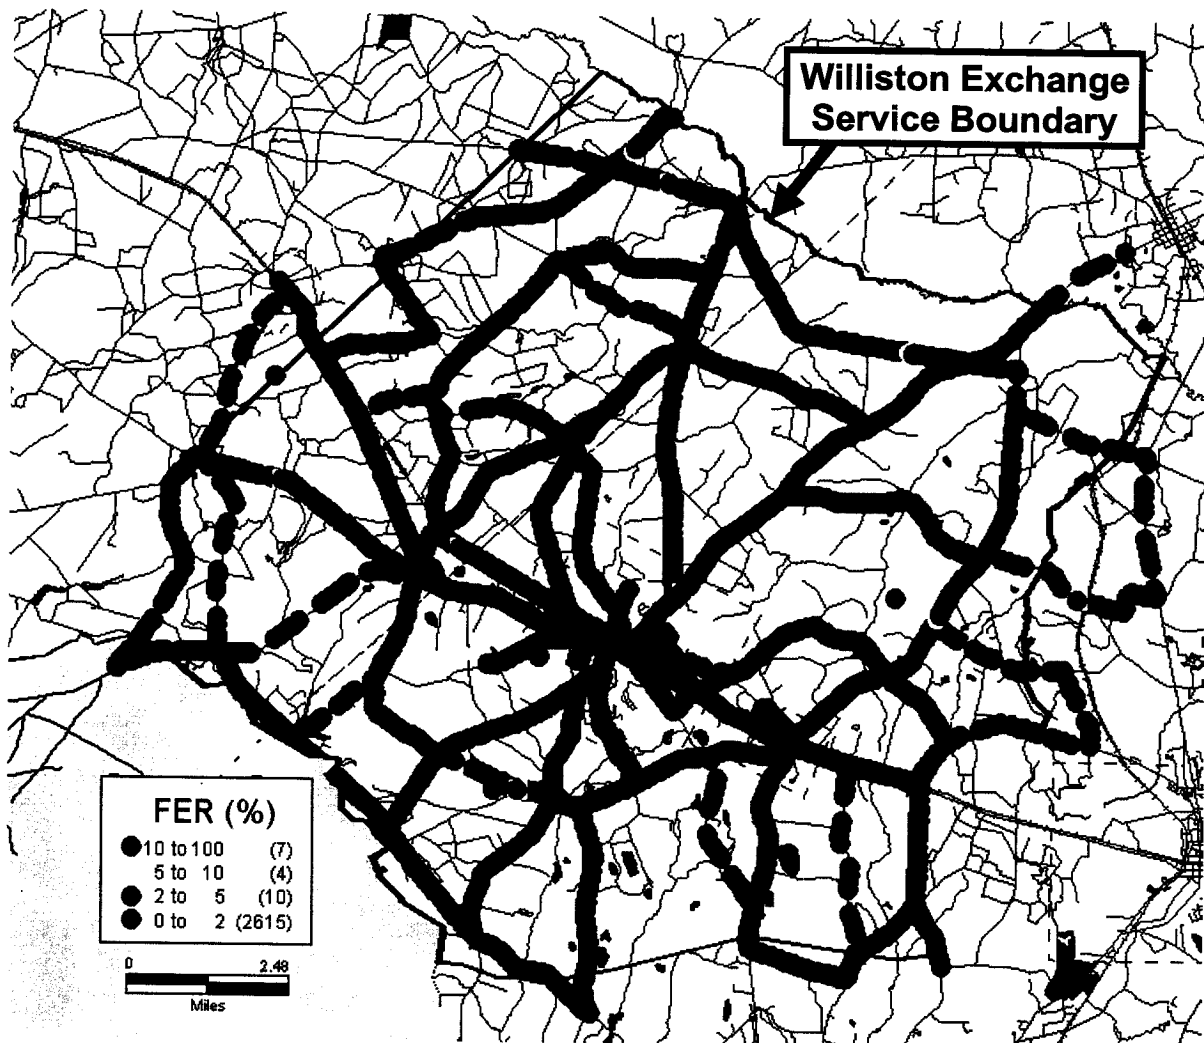 Williston Exchange
Service Boundary
FER (%)
10 to 100 (7)
5 to 10 (4)
2 to 5 (10)
0 to 2 (2615)
0 2.48
Miles